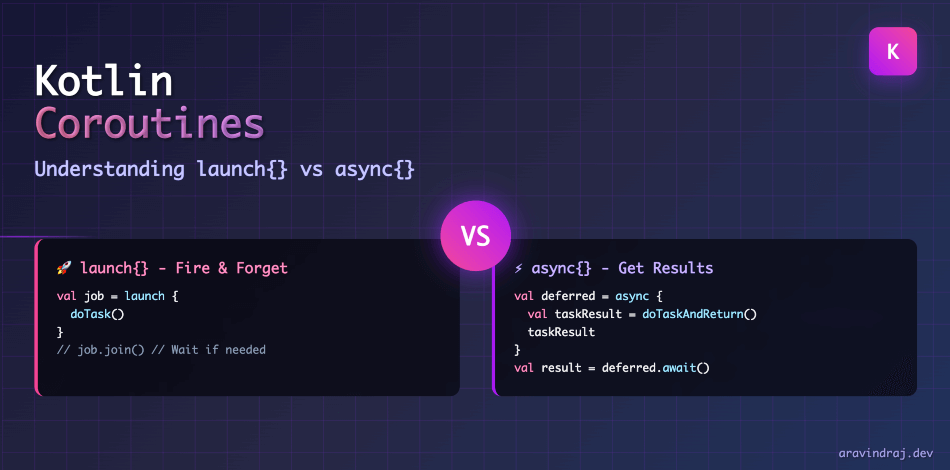 K
Kotlin
Coroutines
Understanding launch{} vs async{}
VS
🚀 launch{} - Fire & Forget
val job = launch {
  doTask()
}
// job.join() // Wait if needed
⚡ async{} - Get Results
val deferred = async {
  val taskResult = doTaskAndReturn()
  taskResult
}
val result = deferred.await()
aravindraj.dev